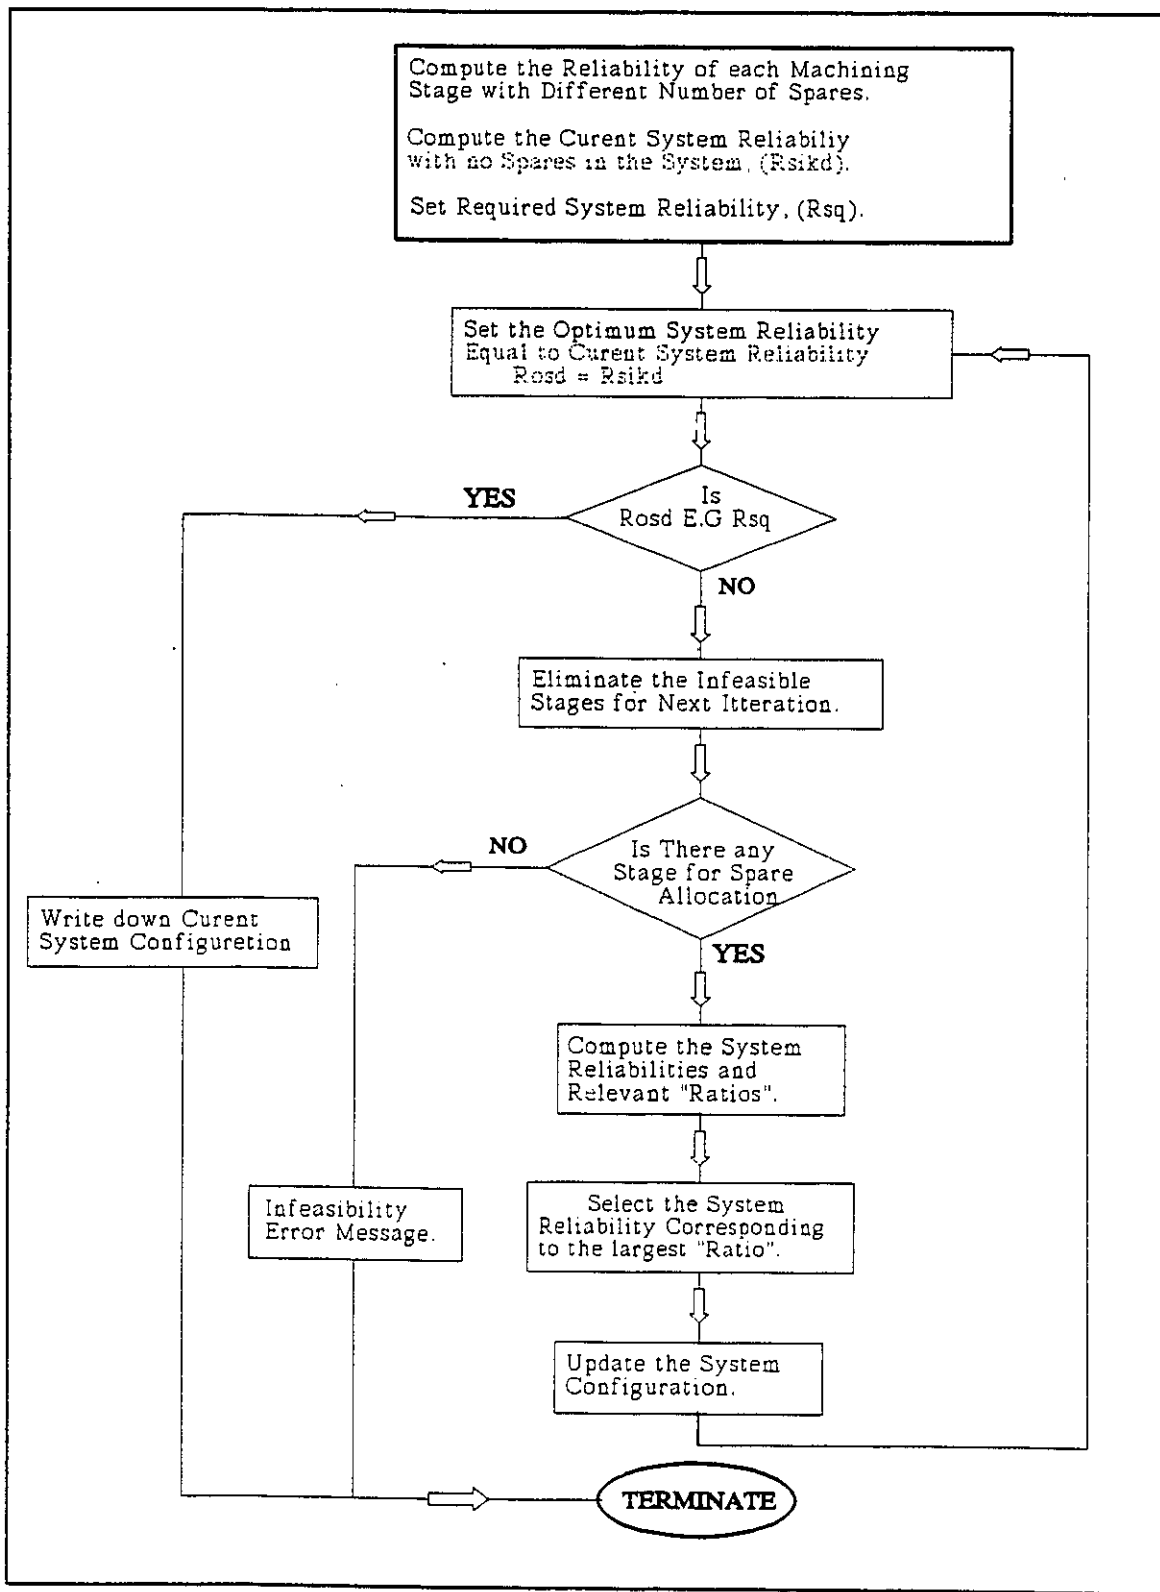 Compute the Reliability of each Machining
Stage with Different Number of Spares.
Compute the Curent System Reliabiliy
with no Spares in the System, (Rsikd).
Set Required System Reliability, (Rsq).
Set the Optimum System Reliability
Equal to Curent System Reliability
Rosd = Rsikd
YES
Is
Rosd E.G Rsq
NO
Eliminate the Infeasible
Stages for Next Itteration.
NO
Is There any
Stage for Spare
Allocation
YES
Write down Curent
System Configuretion
Compute the System
Reliabilities and
Relevant "Ratios".
Infeasibility
Error Message.
Select the System
Reliability Corresponding
to the largest "Ratio".
Update the System
Configuration.
TERMINATE